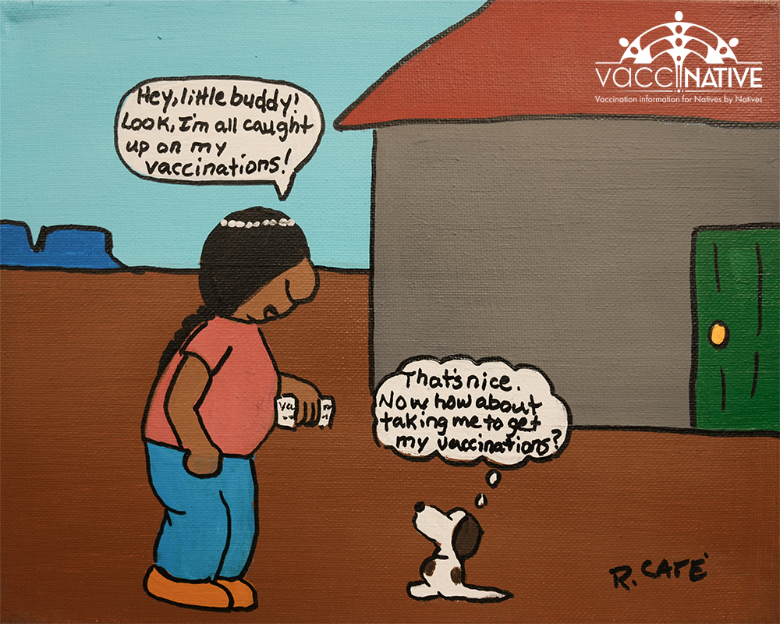 vacciNATIVE
Vaccination information for Natives by Natives
Hey, little buddy!
Look, I'm all caught
up on my
vaccinations!
That's nice.
Now, how about
taking me to get
my vaccinations?
R. CAFÉ